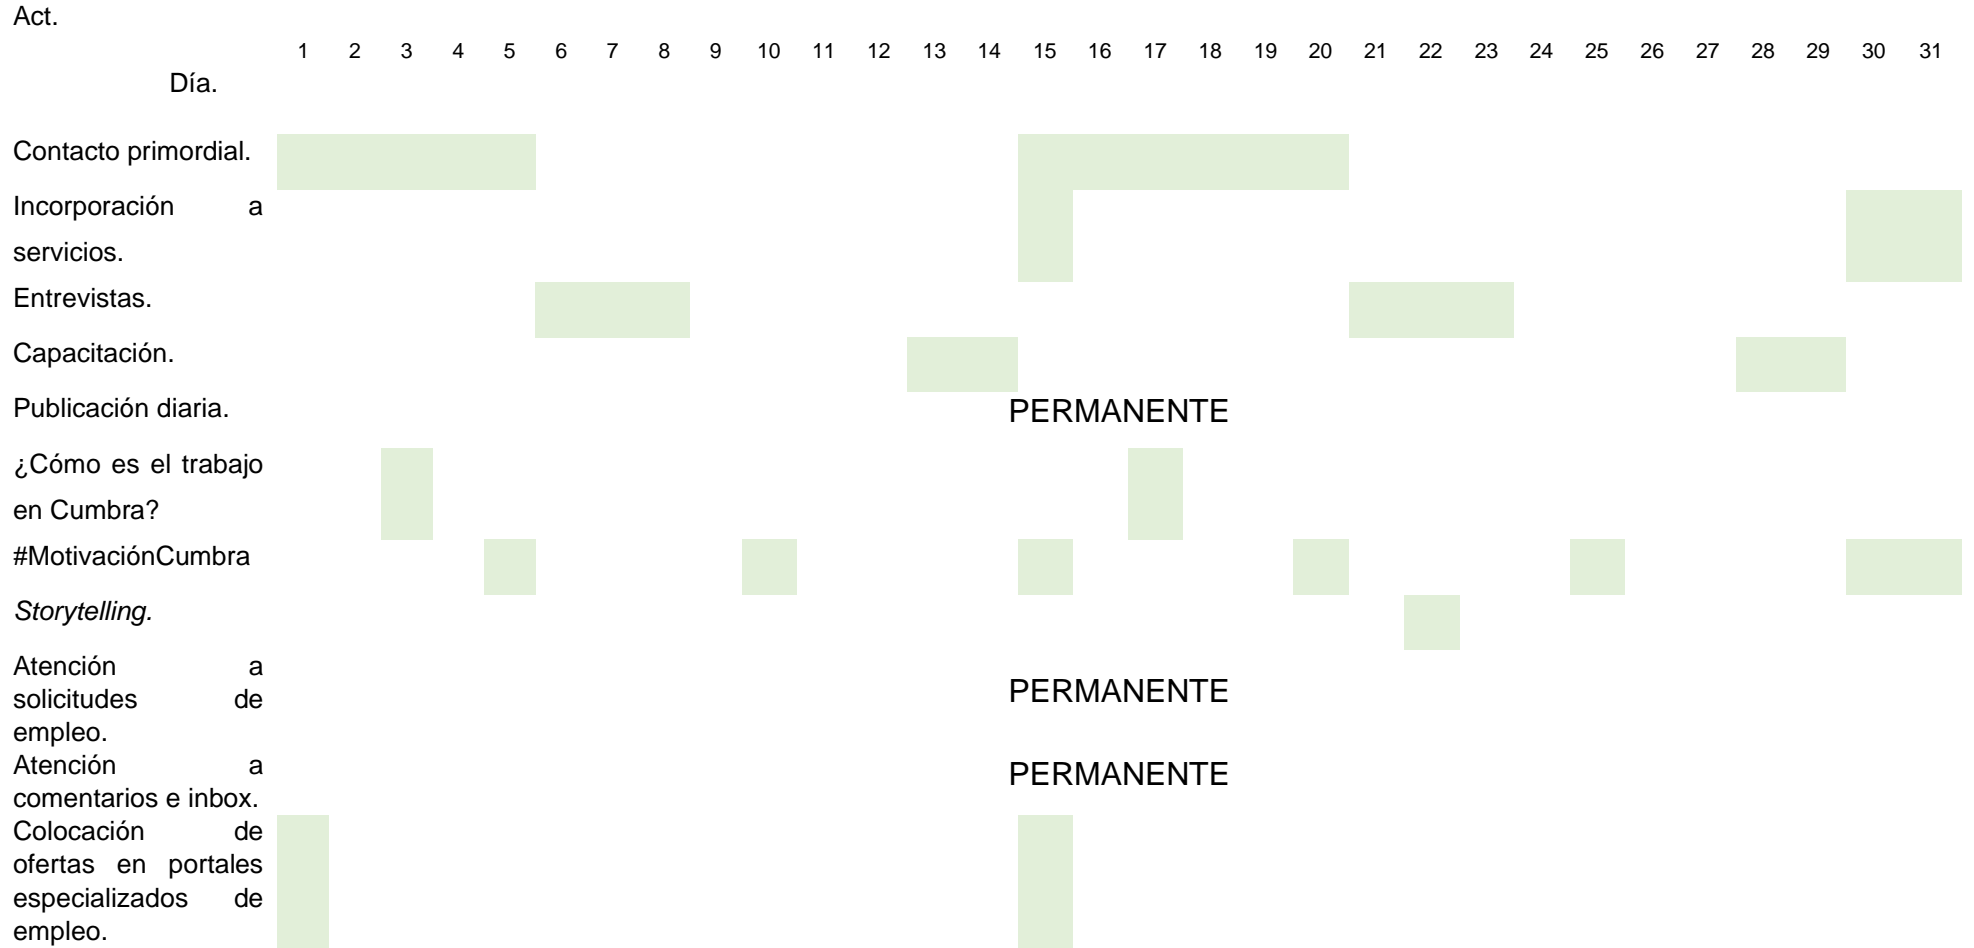 Act.
1 2 3 4 5 6 7 8 9 10 11 12 13 14 15 16 17 18 19 20 21 22 23 24 25 26 27 28 29 30 31
Día.
Contacto primordial.
Incorporación a
servicios.
Entrevistas.
Capacitación.
Publicación diaria. PERMANENTE
¿Cómo es el trabajo
en Cumbra?
#MotivaciónCumbra
Storytelling.
Atención a
solicitudes de
empleo.
PERMANENTE
Atención a
comentarios e inbox.
PERMANENTE
Colocación de
ofertas en portales
especializados de
empleo.